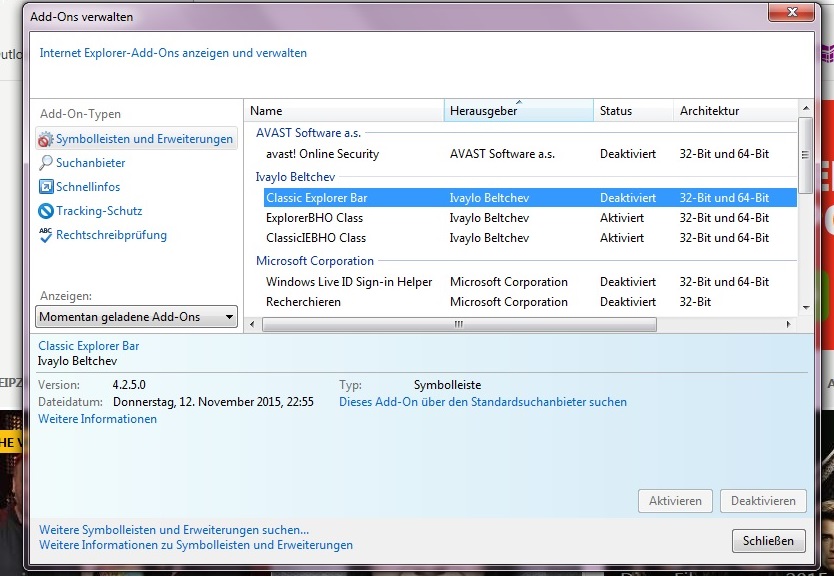 Add-Ons verwalten
Internet Explorer-Add-Ons anzeigen und verwalten
Add-On-Typen
Symbolleisten und Erweiterungen
Suchanbieter
Schnellinfos
Tracking-Schutz
ABC
Rechtschreibprüfung
Anzeigen:
Momentan geladene Add-Ons
Name Herausgeber Status Architektur
AVAST Software a.s.
avast! Online Security AVAST Software a.s. Deaktiviert 32-Bit und 64-Bit
Ivaylo Beltchev
Classic Explorer Bar Ivaylo Beltchev Deaktiviert 32-Bit und 64-Bit
ExplorerBHO Class Ivaylo Beltchev Aktiviert 32-Bit und 64-Bit
ClassicIEBHO Class Ivaylo Beltchev Aktiviert 32-Bit und 64-Bit
Microsoft Corporation
Windows Live ID Sign-in Helper Microsoft Corporation Deaktiviert 32-Bit und 64-Bit
Recherchieren Microsoft Corporation Deaktiviert 32-Bit
Classic Explorer Bar
Ivaylo Beltchev
Version: 4.2.5.0 Typ: Symbolleiste
Dateidatum: Donnerstag, 12. November 2015, 22:55 Dieses Add-On über den Standardsuchanbieter suchen
Weitere Informationen
Aktivieren Deaktivieren
Weitere Symbolleisten und Erweiterungen suchen...
Weitere Informationen zu Symbolleisten und Erweiterungen
Schließen